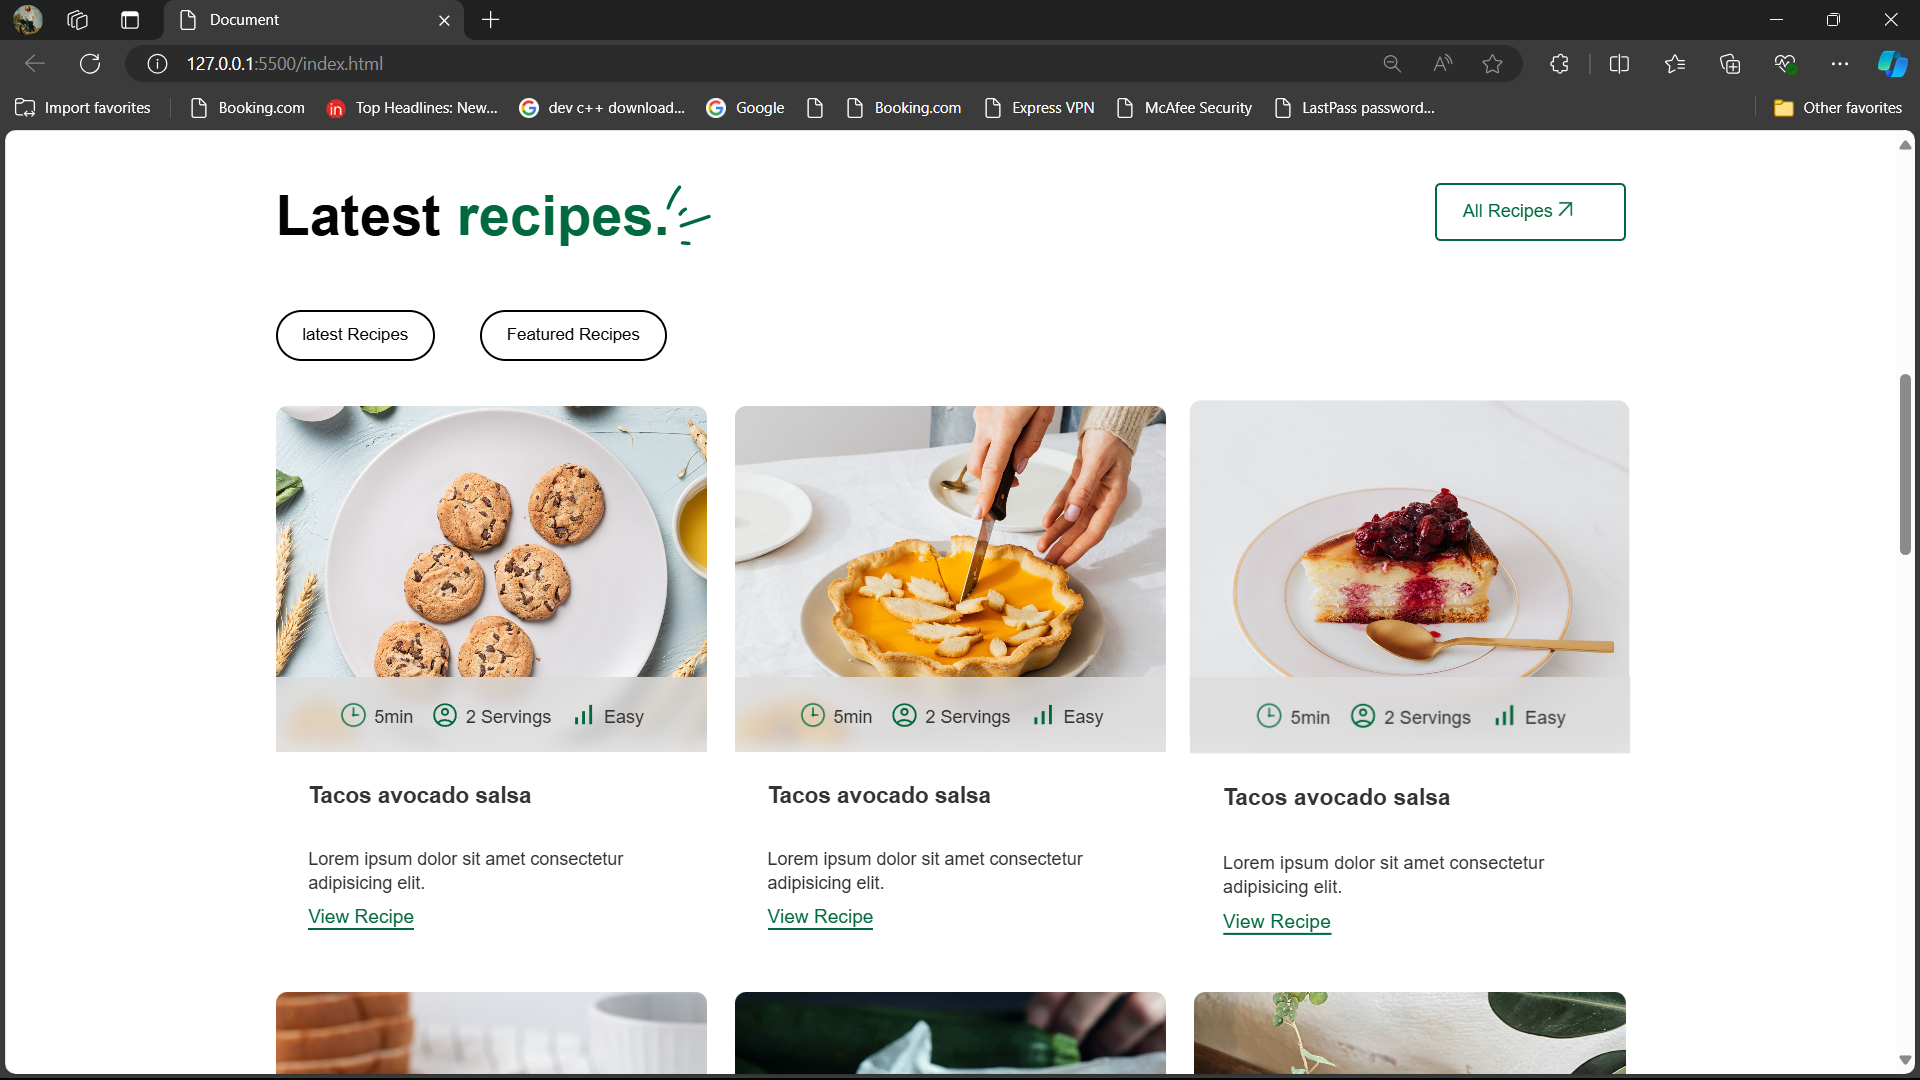 Document
127.0.0.1:5500/index.html
Import favorites
Booking.com
in Top Headlines: New...
dev c++ download...
Google
Booking.com
Express VPN
McAfee Security
LastPass password...
Other favorites
Latest recipes.
All Recipes
latest Recipes
Featured Recipes
5min 2 Servings Easy
5min 2 Servings Easy
5min 2 Servings Easy
Tacos avocado salsa
Tacos avocado salsa
Tacos avocado salsa
Lorem ipsum dolor sit amet consectetur
adipisicing elit.
View Recipe
Lorem ipsum dolor sit amet consectetur
adipisicing elit.
View Recipe
Lorem ipsum dolor sit amet consectetur
adipisicing elit.
View Recipe